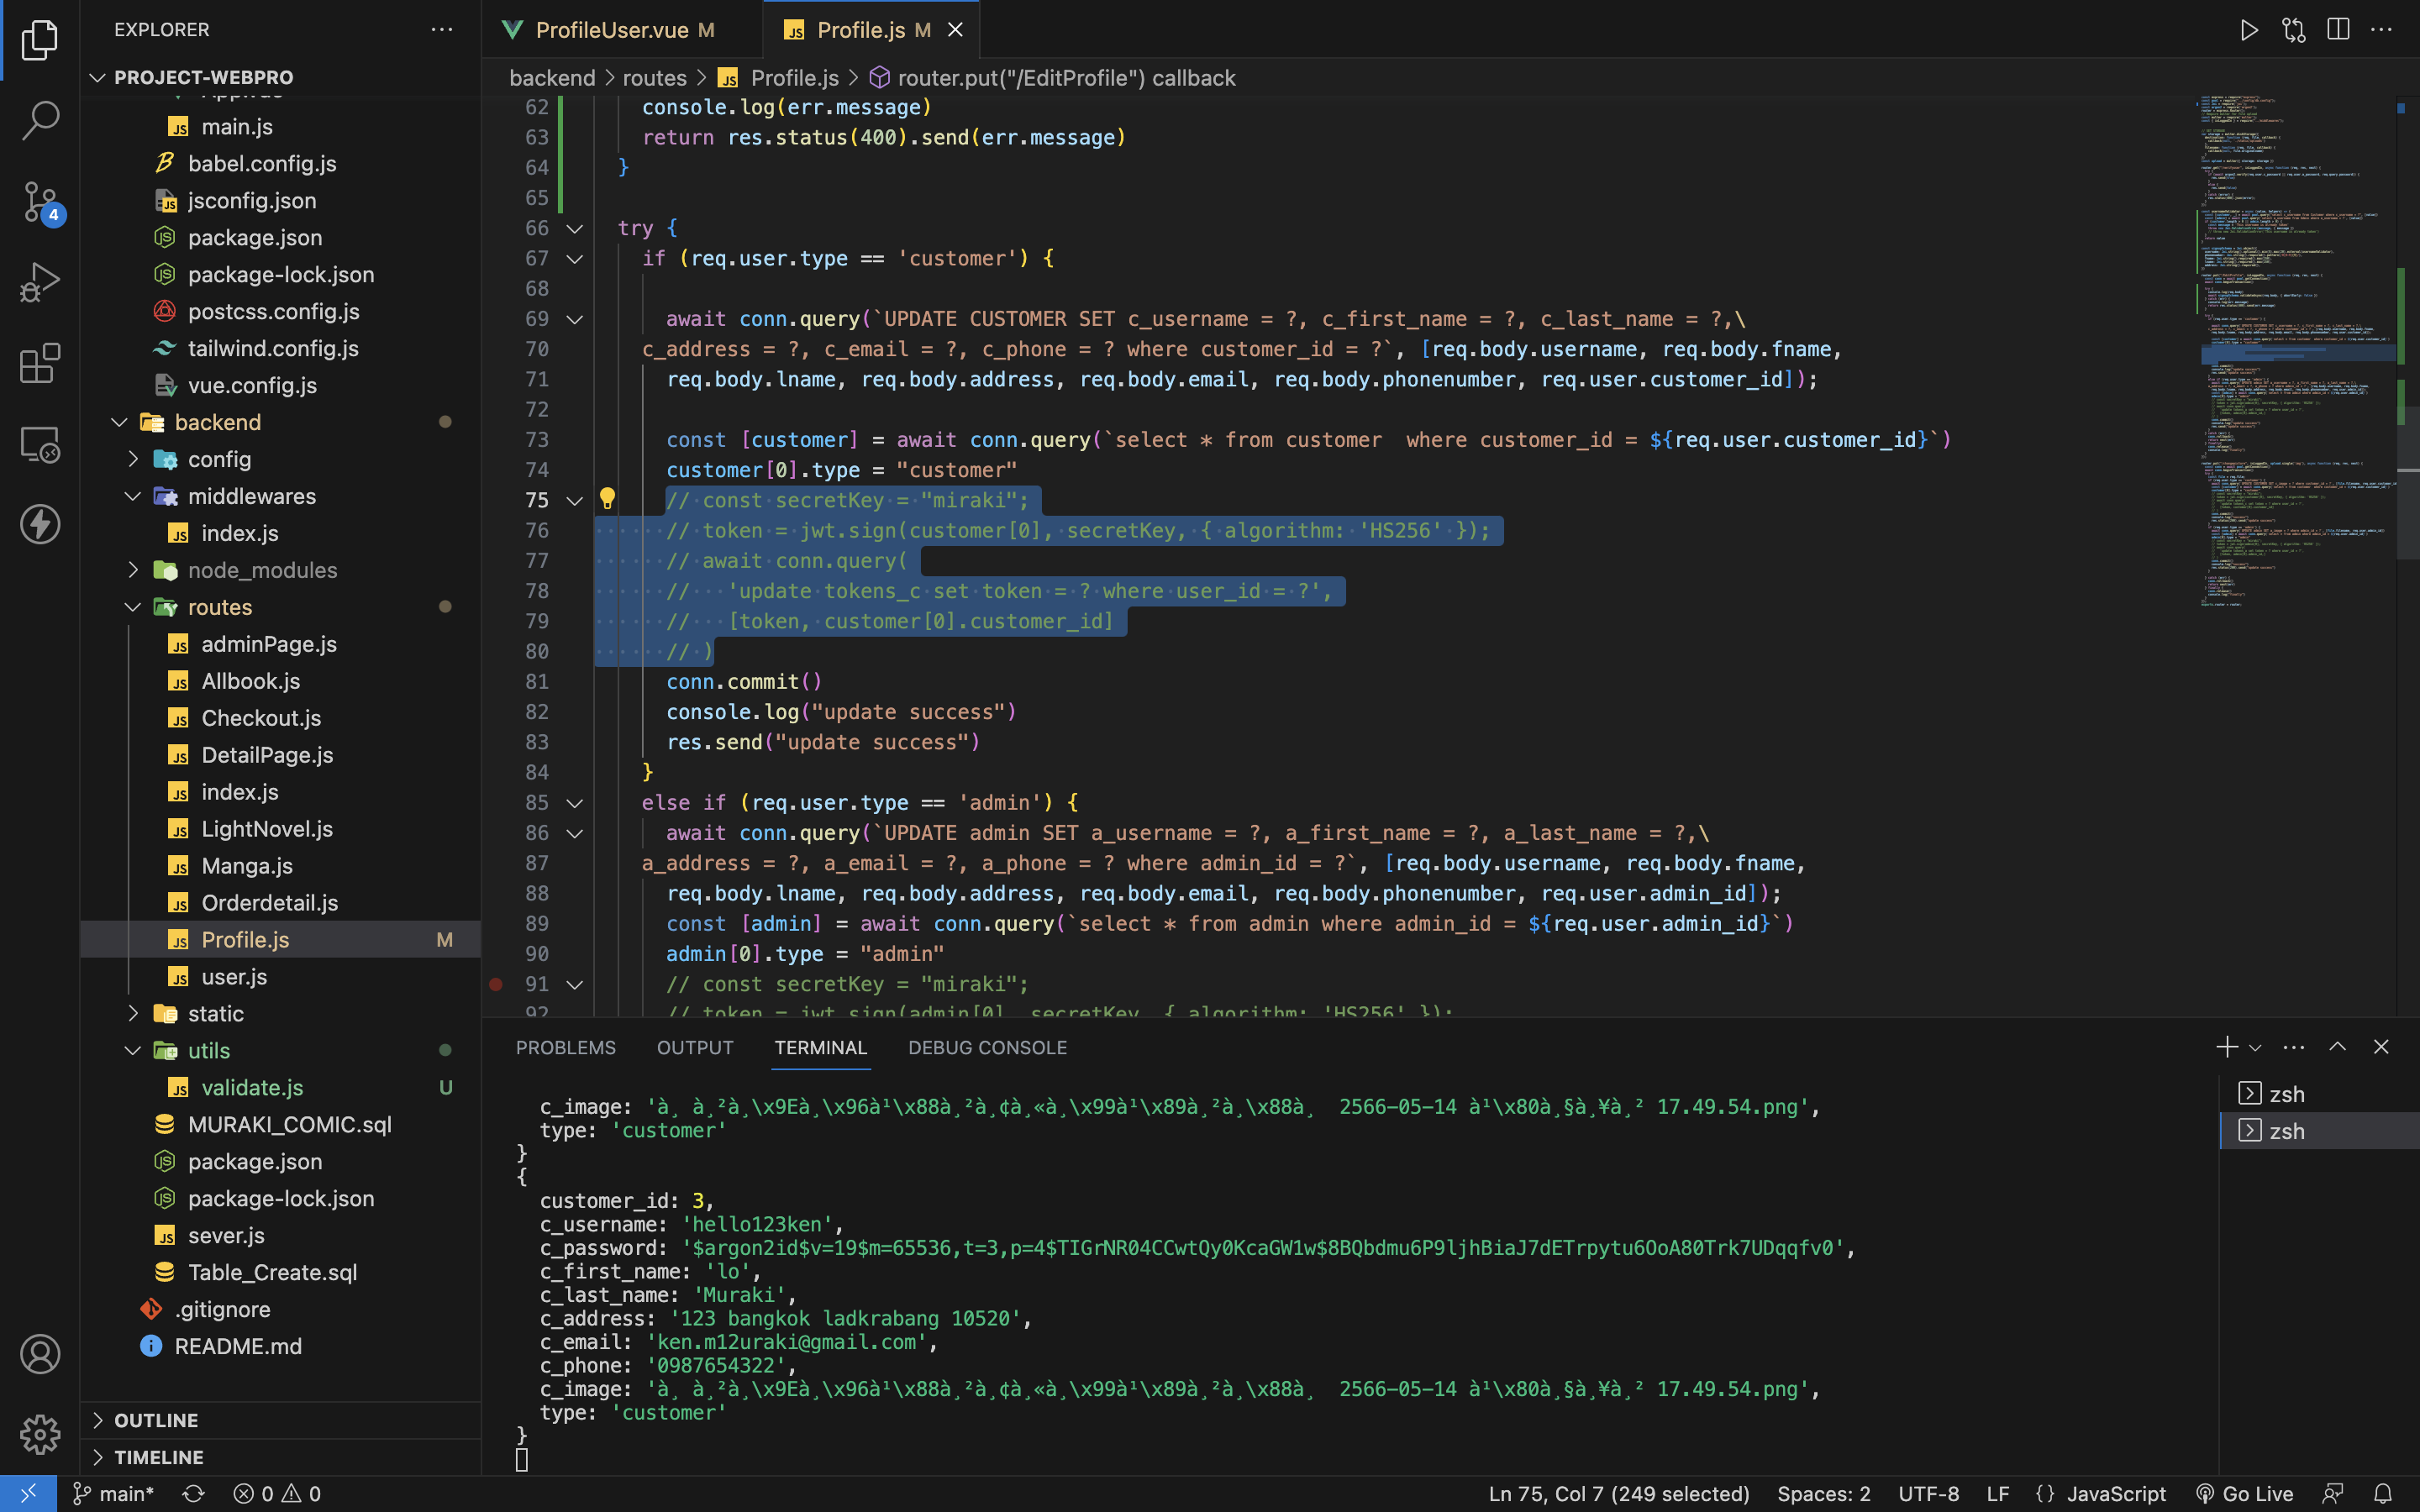 EXPLORER
PROJECT-WEBPRO
main.js
babel.config.js
jsconfig.json
package.json
package-lock.json
postcss.config.js
tailwind.config.js
vue.config.js
backend
config
middlewares
index.js
node_modules
routes
adminPage.js
Allbook.js
Checkout.js
DetailPage.js
index.js
LightNovel.js
Manga.js
Orderdetail.js
Profile.js M
user.js
static
utils
validate.js U
MURAKI_COMIC.sql
package.json
package-lock.json
sever.js
Table_Create.sql
.gitignore
README.md
OUTLINE
TIMELINE
4
ProfileUser.vue M
Profile.js M
backend > routes > JS Profile.js > router.put("/EditProfile") callback
62 console.log(err.message)
63 return res.status(400).send(err.message)
64 }
65
66 try {
67 if (req.user.type == 'customer') {
68
69 await conn.query(`UPDATE CUSTOMER SET c_username = ?, c_first_name = ?, c_last_name = ?,\
70 c_address = ?, c_email = ?, c_phone = ? where customer_id = ?`, [req.body.username, req.body.fname,
71 req.body.lname, req.body.address, req.body.email, req.body.phonenumber, req.user.customer_id]);
72
73 const [customer] = await conn.query(`select * from customer  where customer_id = ${req.user.customer_id}`)
74 customer[0].type = "customer"
75 // const secretKey = "miraki";
76 // token = jwt.sign(customer[0], secretKey, { algorithm: 'HS256' });
77 // await conn.query(
78 //   'update tokens_c set token = ? where user_id = ?',
79 //   [token, customer[0].customer_id]
80 // )
81 conn.commit()
82 console.log("update success")
83 res.send("update success")
84 }
85 else if (req.user.type == 'admin') {
86 await conn.query(`UPDATE admin SET a_username = ?, a_first_name = ?, a_last_name = ?,\
87 a_address = ?, a_email = ?, a_phone = ? where admin_id = ?`, [req.body.username, req.body.fname,
88 req.body.lname, req.body.address, req.body.email, req.body.phonenumber, req.user.admin_id]);
89 const [admin] = await conn.query(`select * from admin where admin_id = ${req.user.admin_id}`)
90 admin[0].type = "admin"
91 // const secretKey = "miraki";
92 // token = jwt.sign(admin[0], secretKey, { algorithm: 'HS256' });
PROBLEMS OUTPUT TERMINAL DEBUG CONSOLE
zsh
zsh
c_image: 'à¸ à¸²à¸\x9Eà¸\x96à¹\x88à¸²à¸¢à¸«à¸\x99à¹\x89à¸²à¸\x88à¸  2566-05-14 à¹\x80à¸§à¸¥à¸² 17.49.54.png',
type: 'customer'
}
{
customer_id: 3,
c_username: 'hello123ken',
c_password: '$argon2id$v=19$m=65536,t=3,p=4$TIGrNR04CCwtQy0KcaGW1w$8BQbdmu6P9ljhBiaJ7dETrpytu6OoA80Trk7UDqqfv0',
c_first_name: 'lo',
c_last_name: 'Muraki',
c_address: '123 bangkok ladkrabang 10520',
c_email: 'ken.m12uraki@gmail.com',
c_phone: '0987654322',
c_image: 'à¸ à¸²à¸\x9Eà¸\x96à¹\x88à¸²à¸¢à¸«à¸\x99à¹\x89à¸²à¸\x88à¸  2566-05-14 à¹\x80à¸§à¸¥à¸² 17.49.54.png',
type: 'customer'
}
main* 0 0 Ln 75, Col 7 (249 selected) Spaces: 2 UTF-8 LF {} JavaScript Go Live